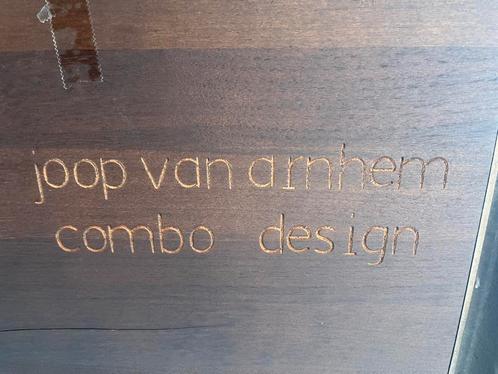 joop van arnhem
combo design